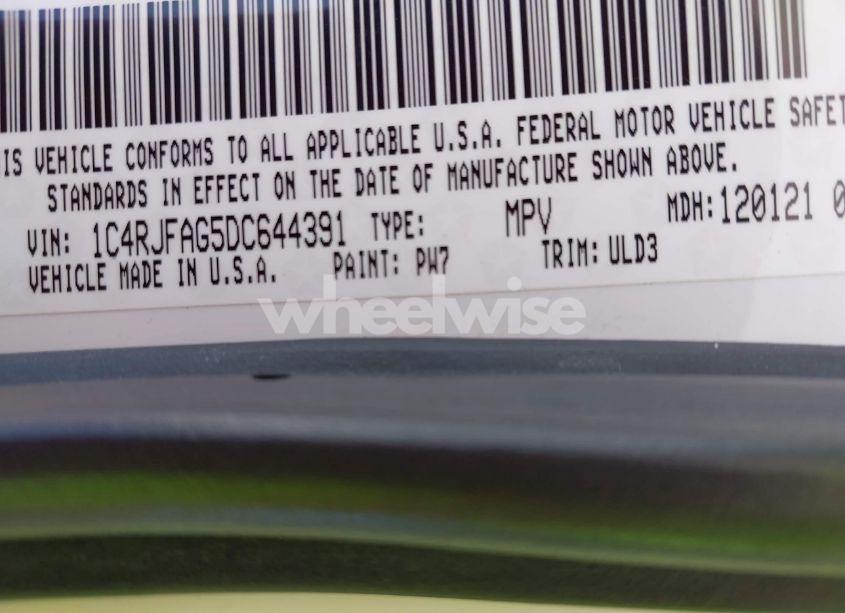 IS VEHICLE CONFORMS TO ALL APPLICABLE U.S.A. FEDERAL MOTOR VEHICLE SAFET
STANDARDS IN EFFECT ON THE DATE OF MANUFACTURE SHOWN ABOVE.
VIN: 1C4RJFAG5DC644391 TYPE: MPV MDH: 120121 0
VEHICLE MADE IN U.S.A. PAINT: PW7 TRIM: ULD3
wheelwise